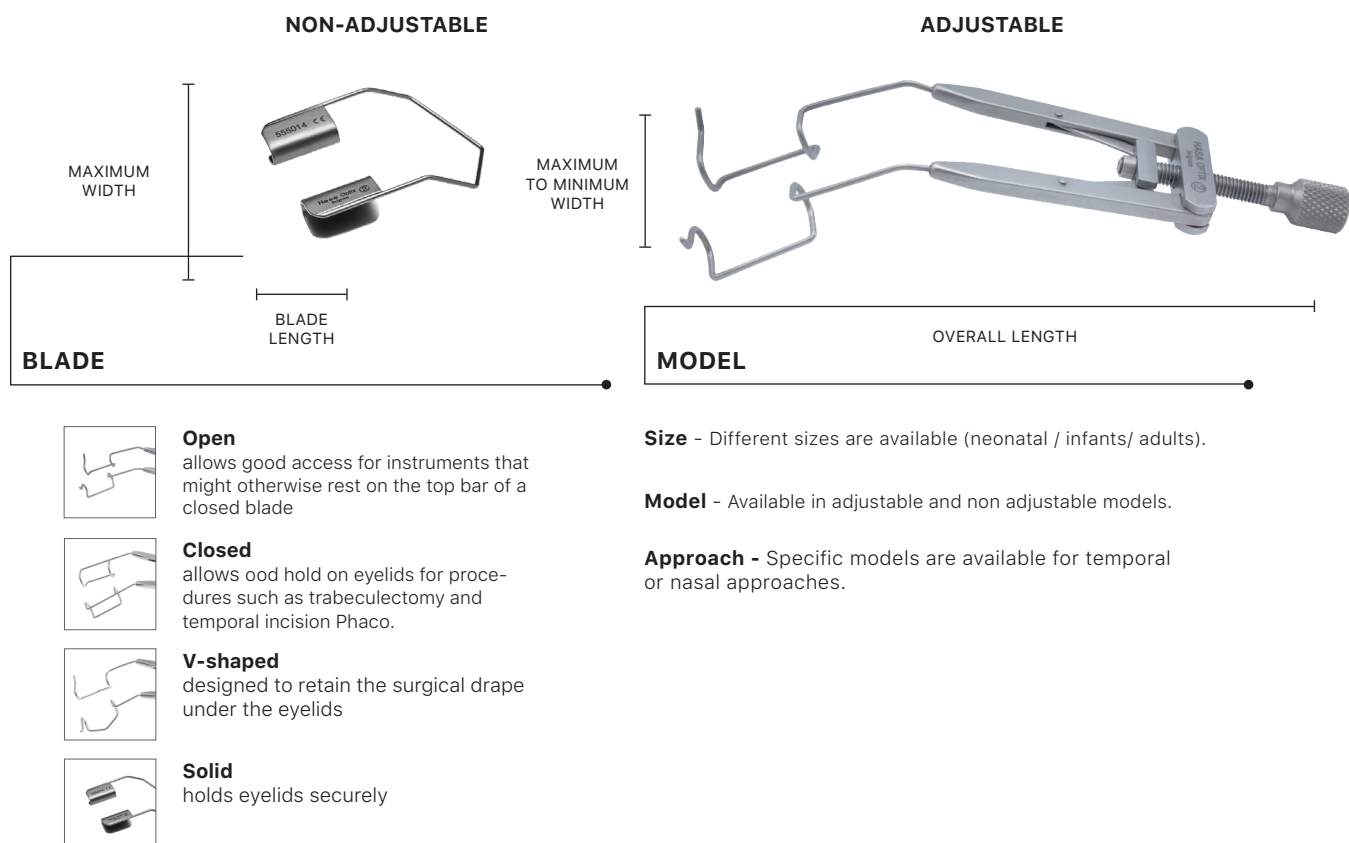 NON-ADJUSTABLE
ADJUSTABLE
MAXIMUM
WIDTH
555014 CE
Hasa Optix
MAXIMUM
TO MINIMUM
WIDTH
HASA OPTIX
BLADE
LENGTH
OVERALL LENGTH
BLADE
MODEL
Open
allows good access for instruments that
might otherwise rest on the top bar of a
closed blade
Closed
allows ood hold on eyelids for proce-
dures such as trabeculectomy and
temporal incision Phaco.
V-shaped
designed to retain the surgical drape
under the eyelids
Solid
holds eyelids securely
Size - Different sizes are available (neonatal / infants/ adults).
Model - Available in adjustable and non adjustable models.
Approach - Specific models are available for temporal
or nasal approaches.